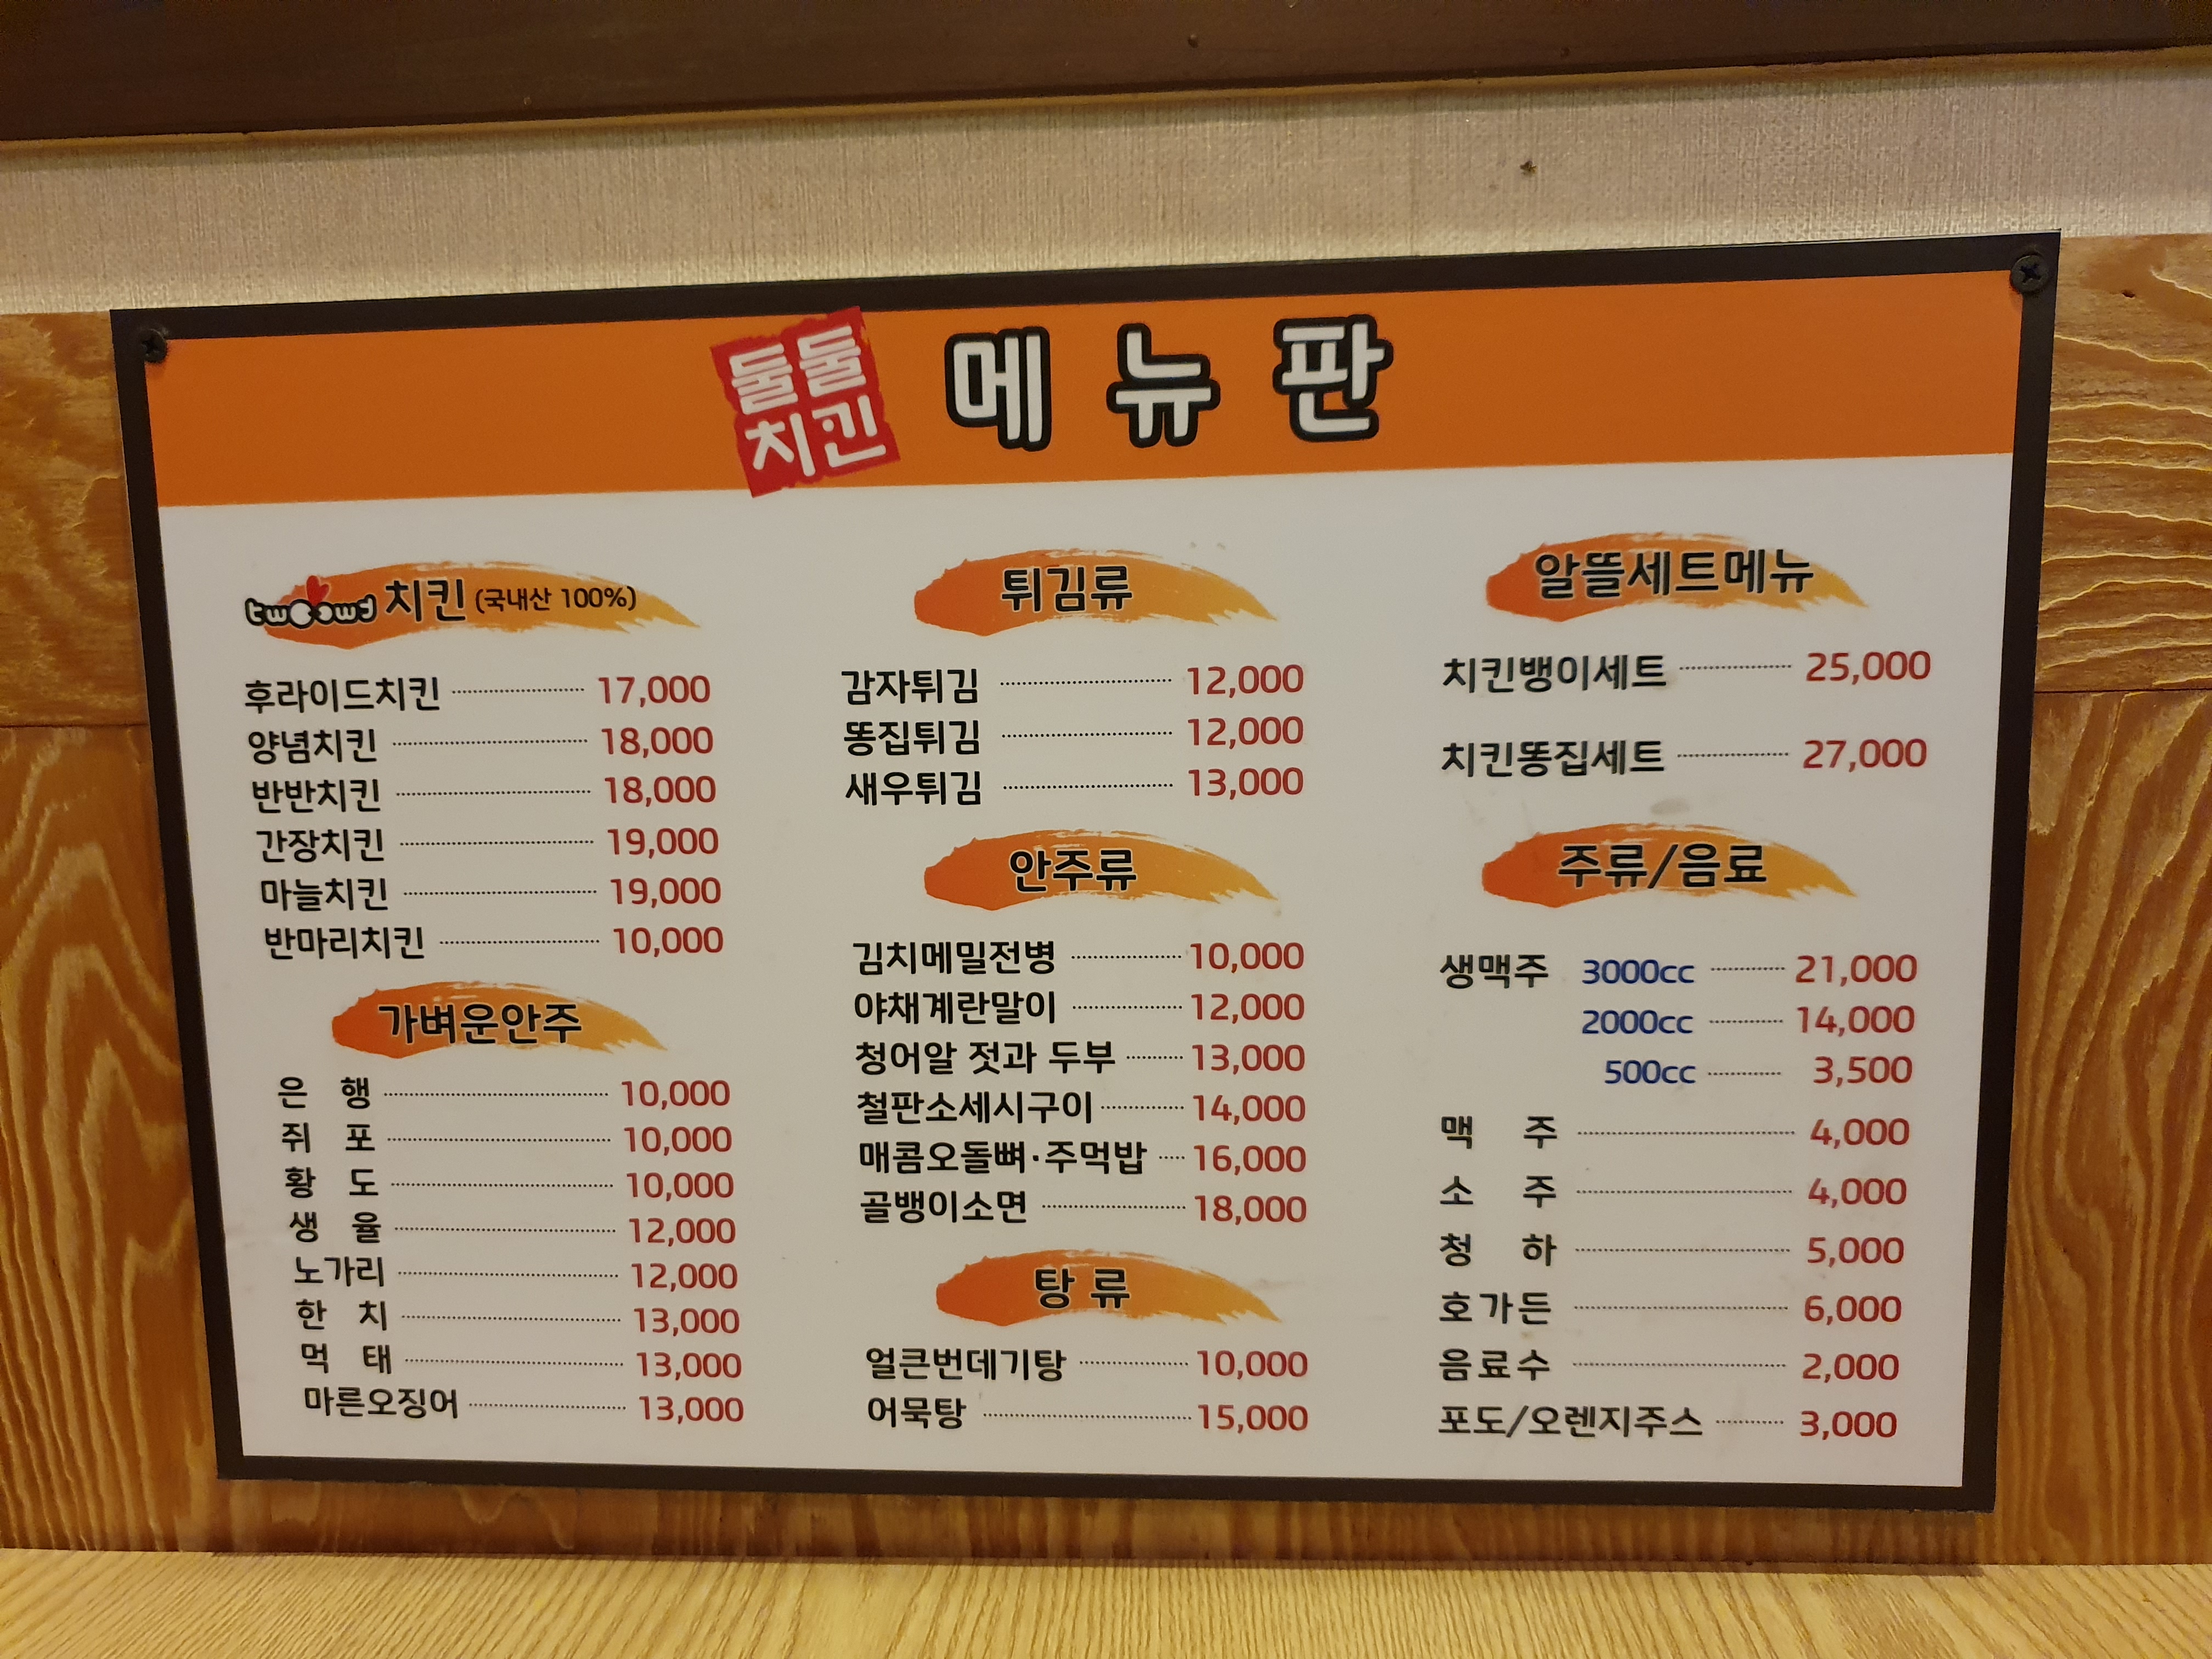 둘둘
치킨
메뉴판
twootwo 치킨 (국내산 100%)
후라이드치킨 17,000
양념치킨 18,000
반반치킨 18,000
간장치킨 19,000
마늘치킨 19,000
반마리치킨 10,000
가벼운안주
은행 10,000
쥐포 10,000
황도 10,000
생율 12,000
노가리 12,000
한치 13,000
먹태 13,000
마른오징어 13,000
튀김류
감자튀김 12,000
똥집튀김 12,000
새우튀김 13,000
안주류
김치메밀전병 10,000
야채계란말이 12,000
청어알 젓과 두부 13,000
철판소세시구이 14,000
매콤오돌뼈·주먹밥 16,000
골뱅이소면 18,000
탕류
얼큰번데기탕 10,000
어묵탕 15,000
알뜰세트메뉴
치킨뱅이세트 25,000
치킨똥집세트 27,000
주류/음료
생맥주 3000cc 21,000
2000cc 14,000
500cc 3,500
맥주 4,000
소주 4,000
청하 5,000
호가든 6,000
음료수 2,000
포도/오렌지주스 3,000